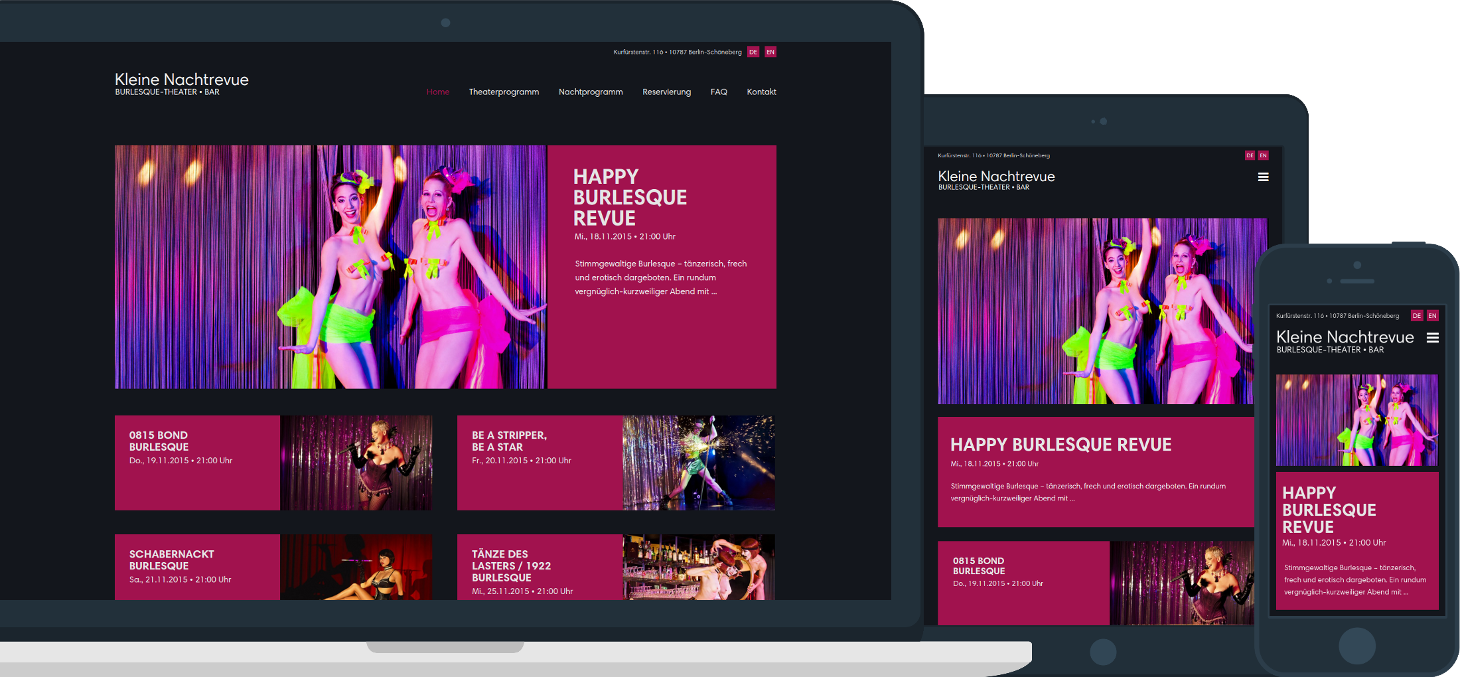 Kurfürstenstr. 116 • 10787 Berlin-Schöneberg DE EN
Kleine Nachtrevue
BURLESQUE-THEATER • BAR
Home Theaterprogramm Nachtprogramm Reservierung FAQ Kontakt
HAPPY
BURLESQUE
REVUE
Mi., 18.11.2015 • 21:00 Uhr
Stimmgewaltige Burlesque – tänzerisch, frech
und erotisch dargeboten. Ein rundum
vergnüglich-kurzweiliger Abend mit ...
0815 BOND
BURLESQUE
Do., 19.11.2015 • 21:00 Uhr
BE A STRIPPER,
BE A STAR
Fr., 20.11.2015 • 21:00 Uhr
SCHABERNACKT
BURLESQUE
Sa., 21.11.2015 • 21:00 Uhr
TÄNZE DES
LASTERS / 1922
BURLESQUE
Mi., 25.11.2015 • 21:00 Uhr
Kurfürstenstr. 116 • 10787 Berlin-Schöneberg DE EN
Kleine Nachtrevue
BURLESQUE-THEATER • BAR
HAPPY BURLESQUE REVUE
Mi., 18.11.2015 • 21:00 Uhr
Stimmgewaltige Burlesque – tänzerisch, frech und erotisch dargeboten. Ein rundum
vergnüglich-kurzweiliger Abend mit ...
0815 BOND
BURLESQUE
Do., 19.11.2015 • 21:00 Uhr
Kurfürstenstr. 116 • 10787 Berlin-Schöneberg DE EN
Kleine Nachtrevue
BURLESQUE-THEATER • BAR
HAPPY
BURLESQUE
REVUE
Mi., 18.11.2015 • 21:00 Uhr
Stimmgewaltige Burlesque – tänzerisch,
frech und erotisch dargeboten. Ein rundum
vergnüglich-kurzweiliger Abend mit ...